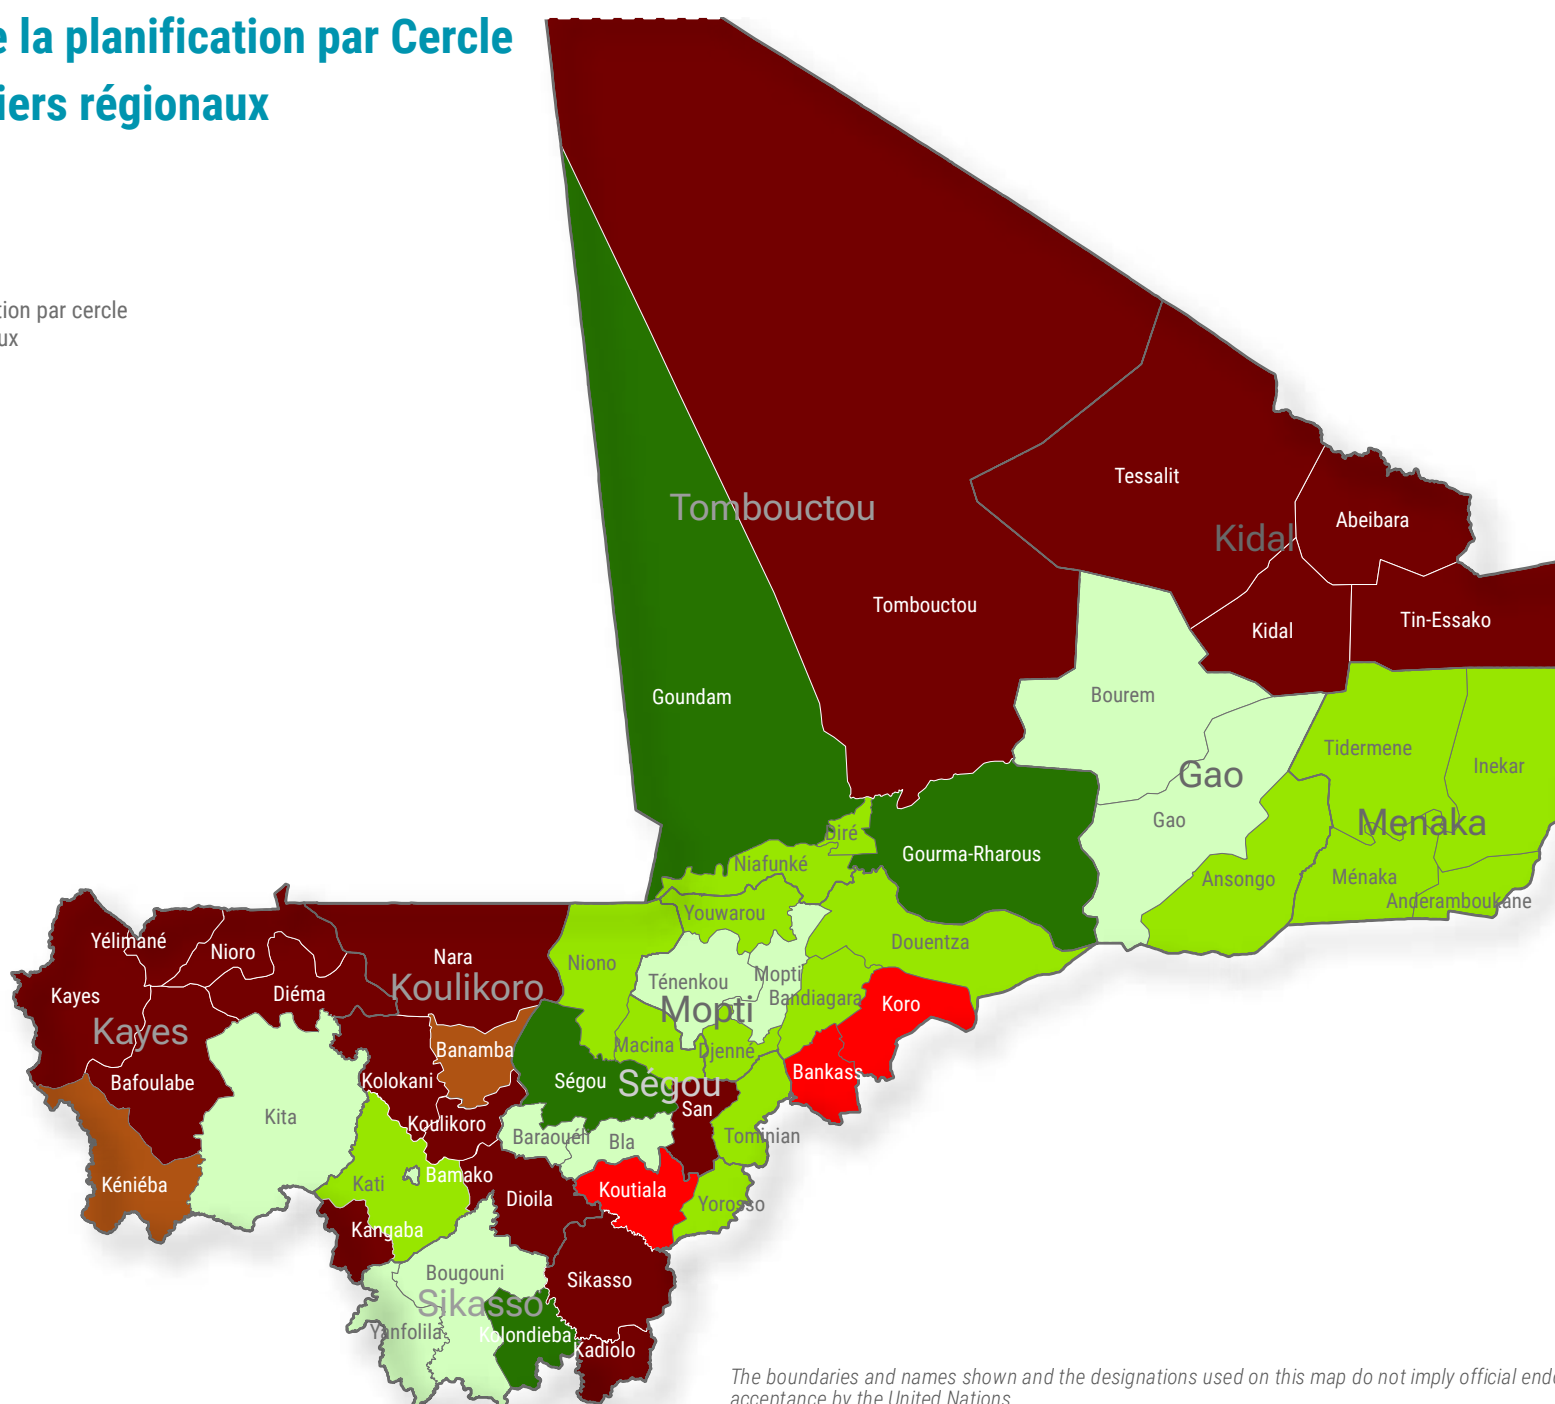 e la planification par Cercle
iers régionaux
tion par cercle
ux
Tessalit
Tombouctou
Abeibara
Kidal
Tombouctou
Tin-Essako
Kidal
Goundam
Bourem
Tidermene
Inekar
Gao
Menaka
Gao
Diré
Gourma-Rharous
Niafunké
Ménaka
Ansongo
Anderamboukane
Youwarou
Yélimané
Douentza
Nioro
Nara
Niono
Mopti
Ténenkou
Koulikoro
Diéma
Kayes
Bandiagara
Koro
Mopti
Kayes
Macina
Banamba
Djenné
Bankass
Kolokani
Ségou
Ségou
Bafoulabe
San
Kita
Koulikoro
Baraouéli
Bla
Tominian
Bamako
Kati
Kéniéba
Koutiala
Dioila
Yorosso
Kangaba
Bougouni
Sikasso
Sikasso
Yanfolila
Kolondieba
Kadiolo
The boundaries and names shown and the designations used on this map do not imply official ende
acceptance by the United Nations